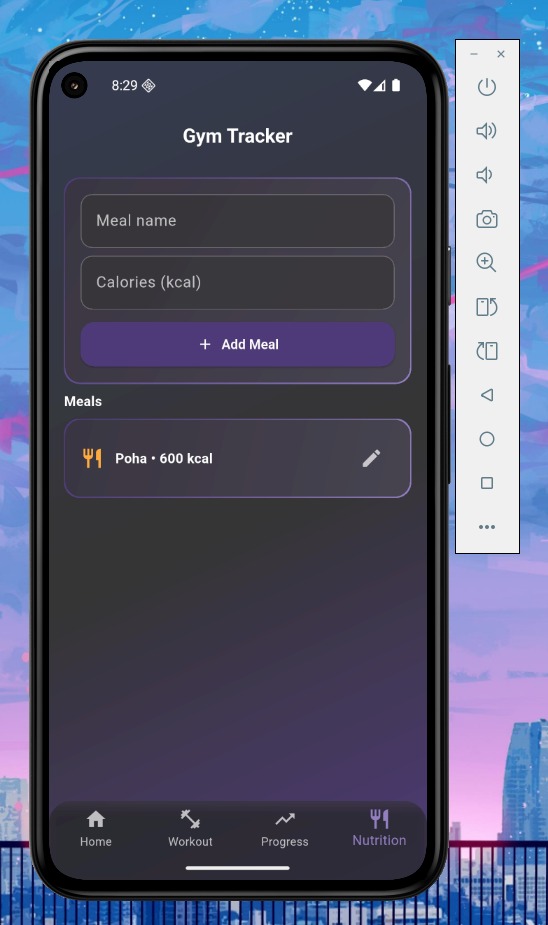 8:29
Gym Tracker
Meal name
Calories (kcal)
+ Add Meal
Meals
Poha • 600 kcal
Home
Workout
Progress
Nutrition